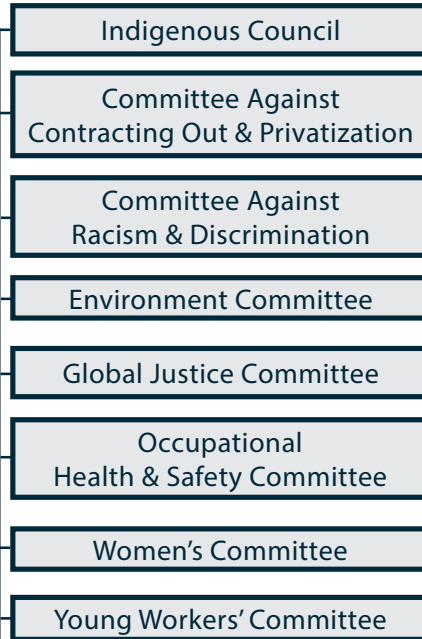 Indigenous Council
Committee Against
Contracting Out & Privatization
Committee Against
Racism & Discrimination
Environment Committee
Global Justice Committee
Occupational
Health & Safety Committee
Women’s Committee
Young Workers’ Committee